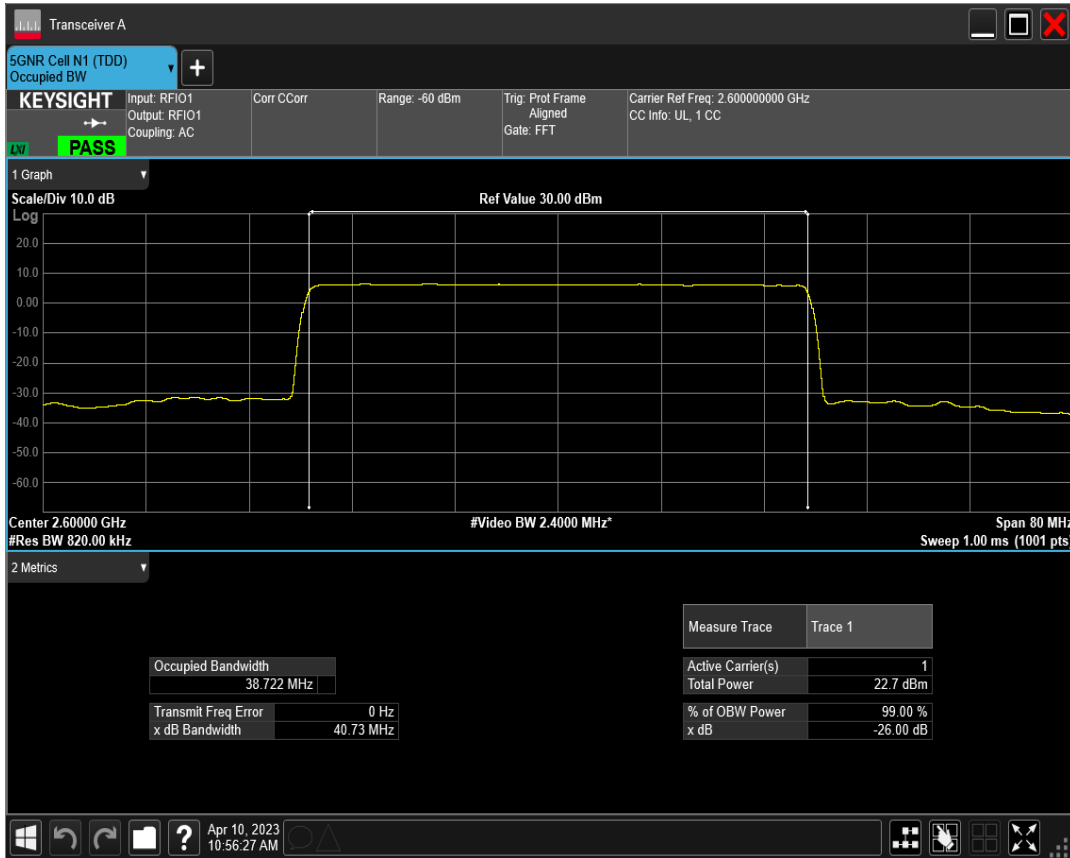 Transceiver A
5GNR Cell N1 (TDD)
Occupied BW
+
KEYSIGHT
LXI
PASS
Input: RFIO1
Output: RFIO1
Coupling: AC
Corr CCorr
Range: -60 dBm
Trig: Prot Frame
Aligned
Gate: FFT
Carrier Ref Freq: 2.600000000 GHz
CC Info: UL, 1 CC
1 Graph
Scale/Div 10.0 dB
Ref Value 30.00 dBm
Log
20.0
10.0
0.00
-10.0
-20.0
-30.0
-40.0
-50.0
-60.0
Center 2.60000 GHz
#Video BW 2.4000 MHz*
Span 80 MHz
#Res BW 820.00 kHz
Sweep 1.00 ms (1001 pts)
2 Metrics
Measure Trace Trace 1
Occupied Bandwidth
38.722 MHz
Active Carrier(s) 1
Total Power 22.7 dBm
Transmit Freq Error 0 Hz
x dB Bandwidth 40.73 MHz
% of OBW Power 99.00 %
x dB -26.00 dB
?
Apr 10, 2023
10:56:27 AM